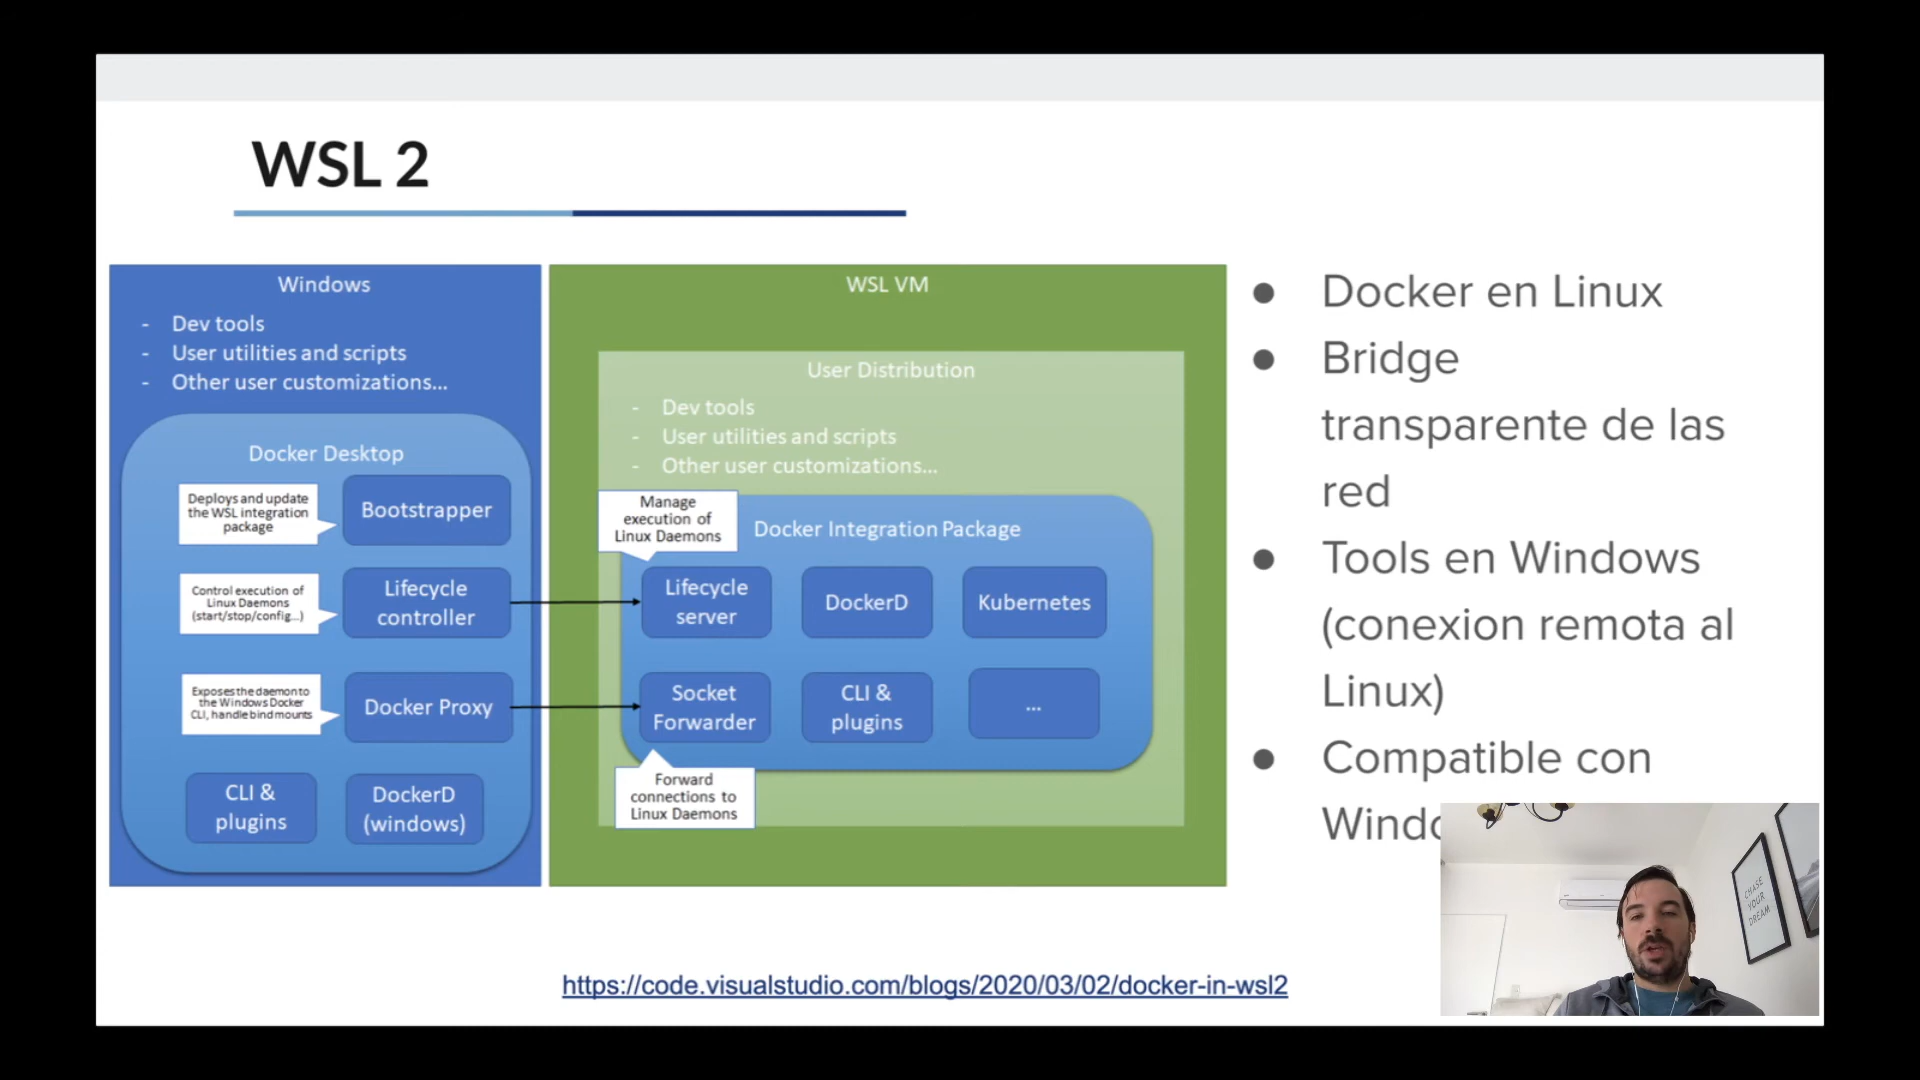 WSL 2
Windows
- Dev tools
- User utilities and scripts
- Other user customizations...
Docker Desktop
Deploys and update
the WSL integration
package
Bootstrapper
Control execution of
Linux Daemons
(start/stop/config...)
Lifecycle
controller
Exposes the daemon to
the Windows Docker
CLI, handle bind mounts
Docker Proxy
CLI &
plugins
DockerD
(windows)
WSL VM
User Distribution
- Dev tools
- User utilities and scripts
- Other user customizations...
Manage
execution of
Linux Daemons
Docker Integration Package
Lifecycle
server
DockerD
Kubernetes
Socket
Forwarder
CLI &
plugins
...
Forward
connections to
Linux Daemons
● Docker en Linux
● Bridge
transparente de las
red
● Tools en Windows
(conexion remota al
Linux)
● Compatible con
https://code.visualstudio.com/blogs/2020/03/02/docker-in-wsl2
CHASE
YOUR
DREAM